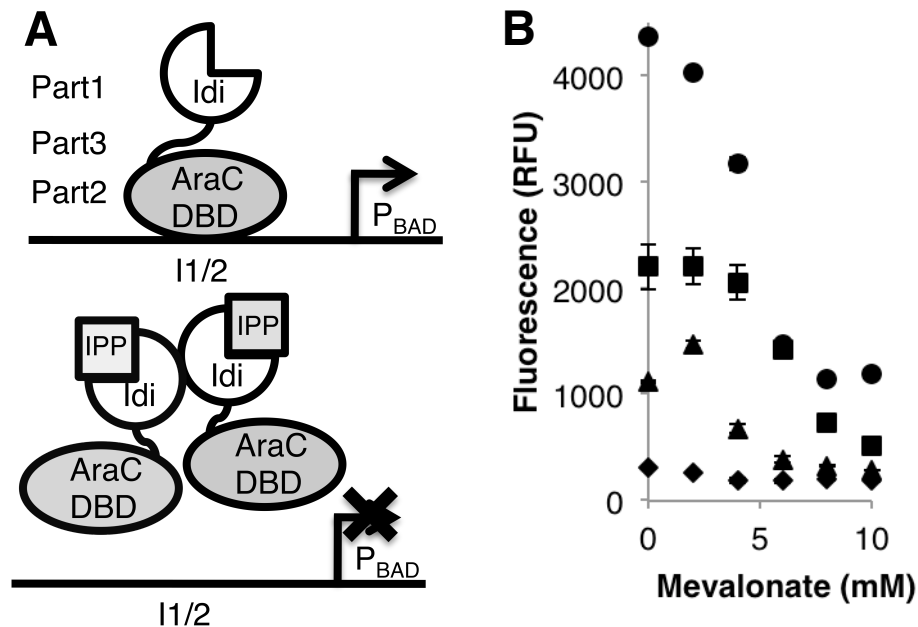 A
Part1
Idi
Part3
Part2
AraC
DBD
PBAD
I1/2
IPP
Idi
IPP
Idi
AraC
DBD
AraC
DBD
PBAD
I1/2
B
Fluorescence (RFU)
4000
3000
2000
1000
0
0 5 10
Mevalonate (mM)